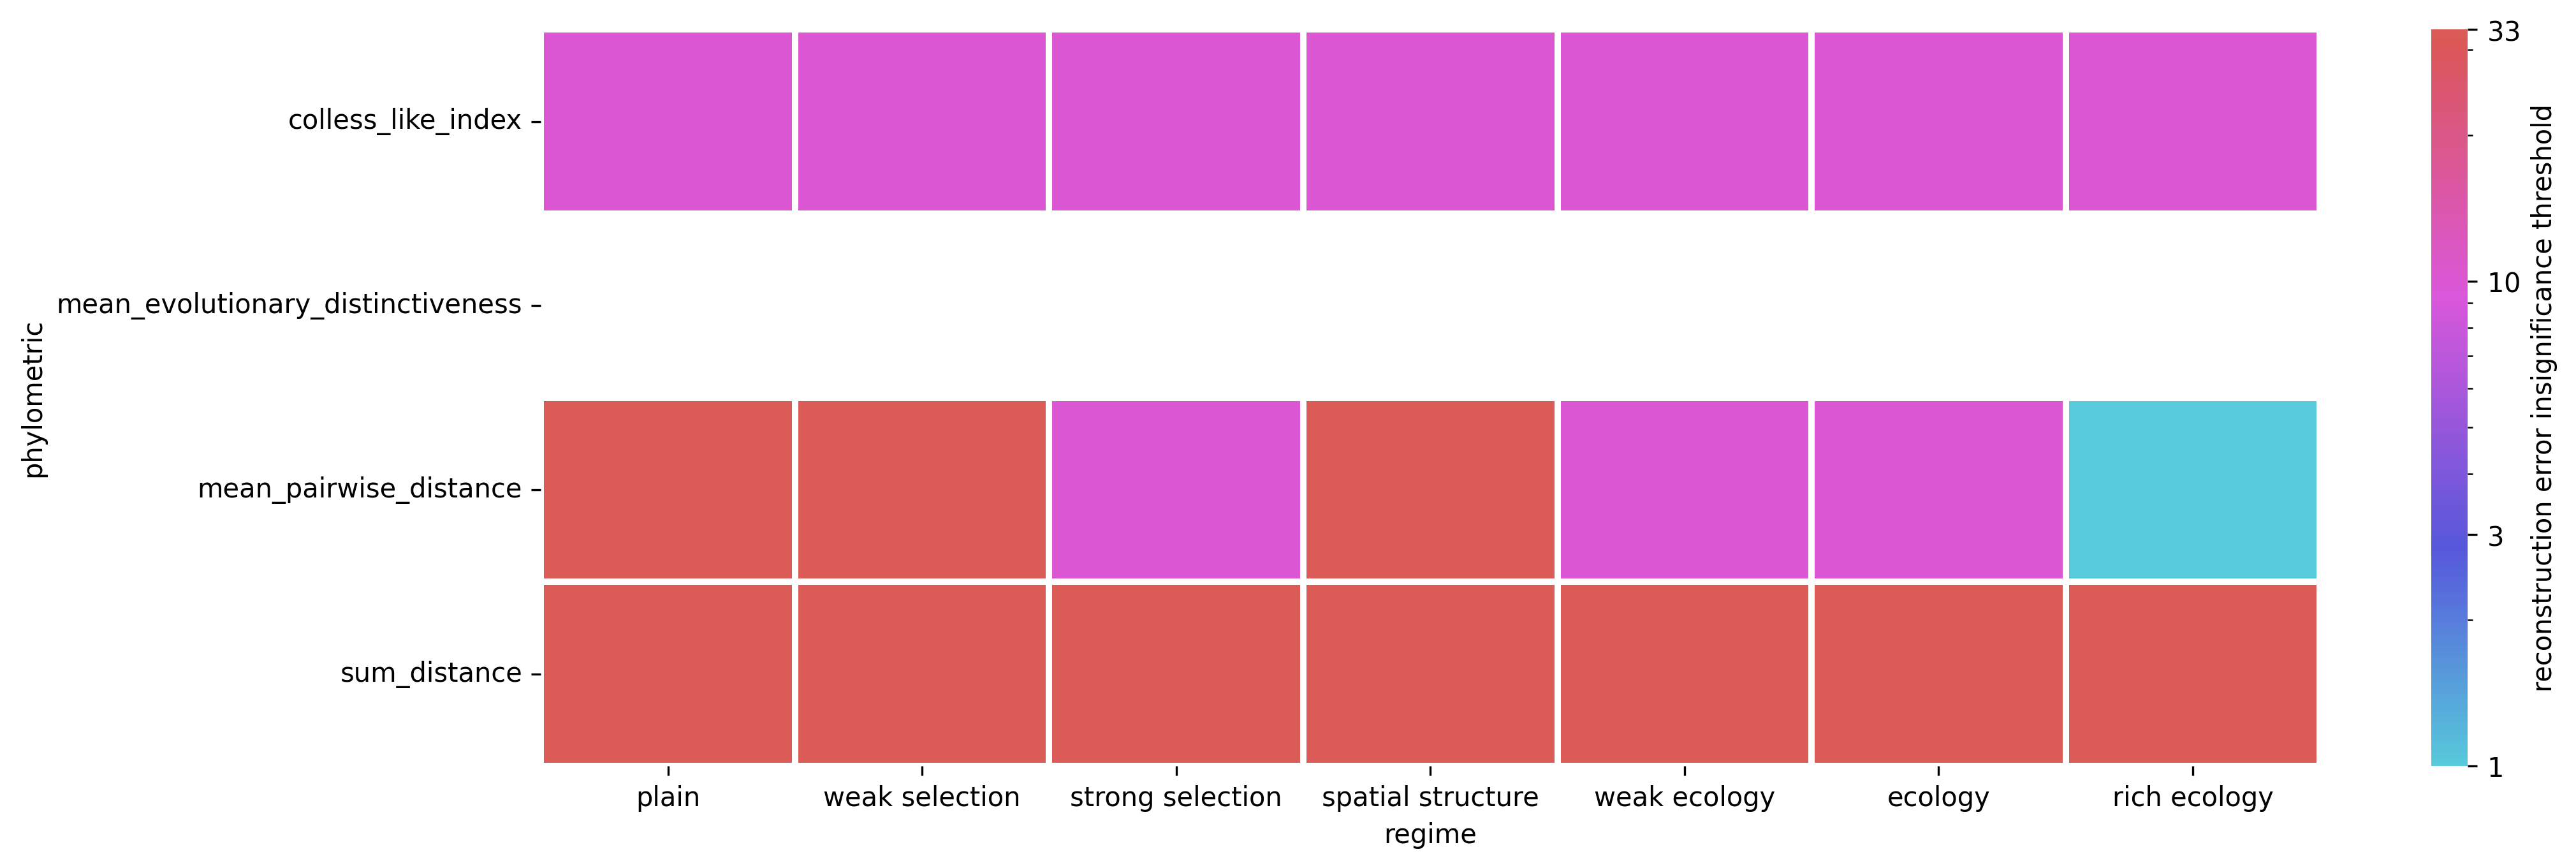 phylometric
colless_like_index
mean_evolutionary_distinctiveness
mean_pairwise_distance
sum_distance
plain
weak selection
strong selection
spatial structure
weak ecology
ecology
rich ecology
regime
33
10
3
1
reconstruction error insignificance threshold